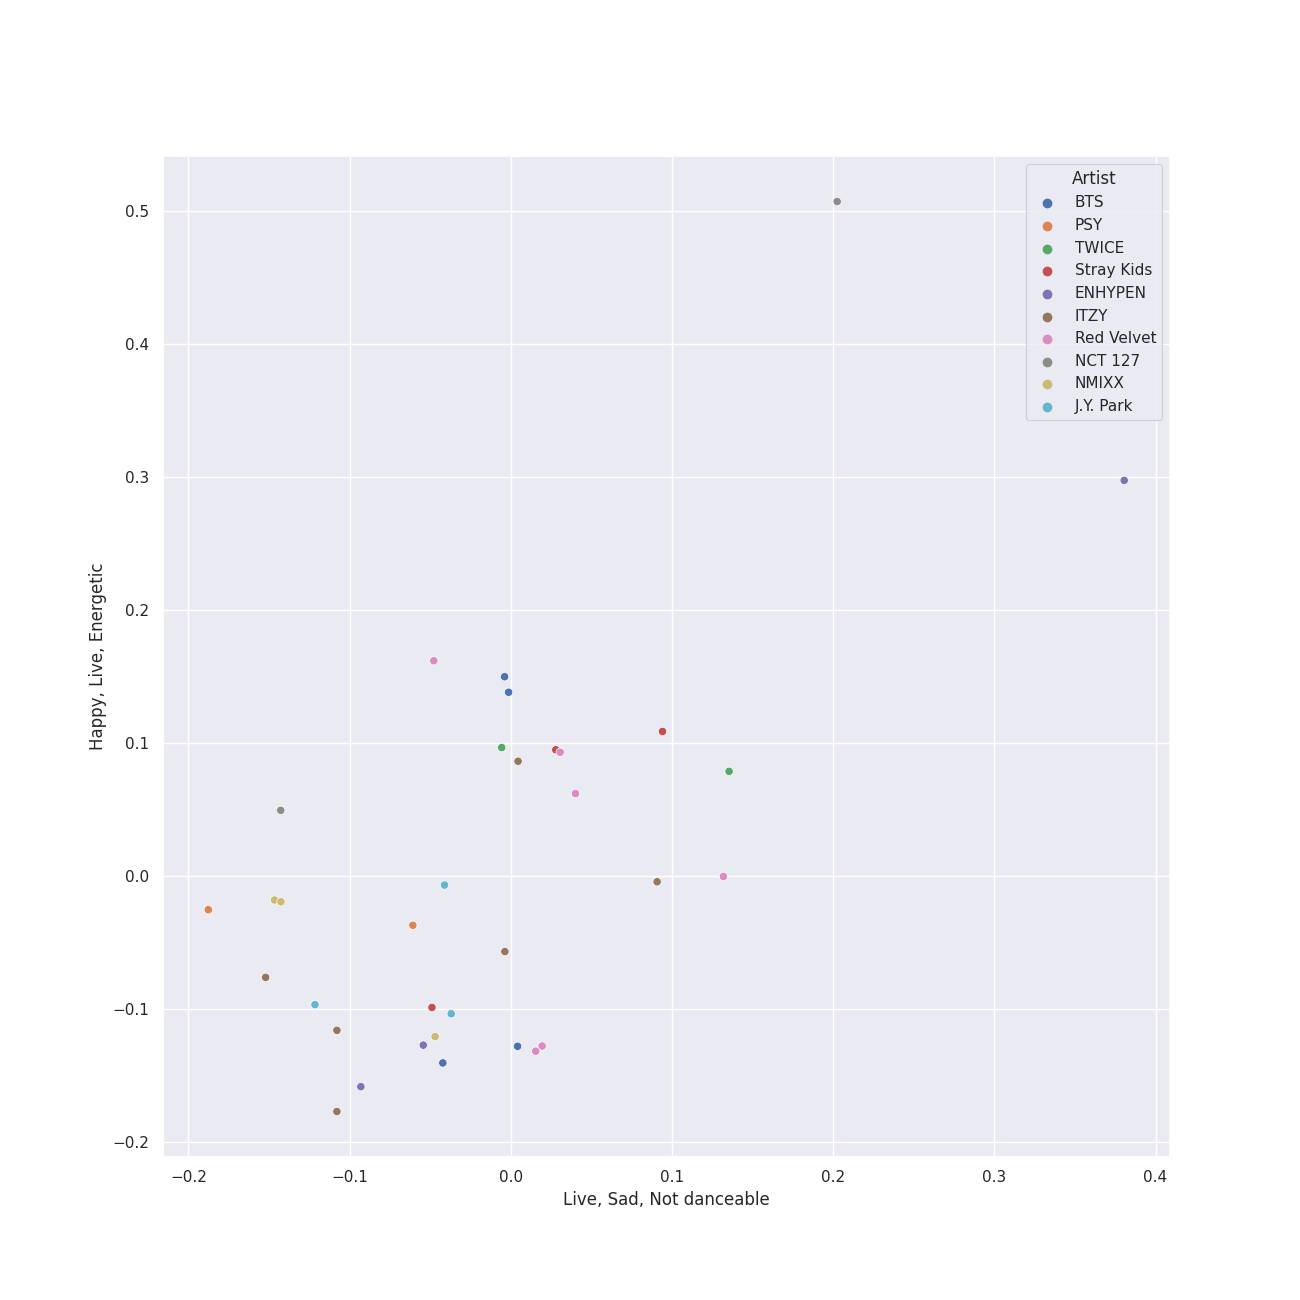 Artist
BTS
PSY
TWICE
Stray Kids
ENHYPEN
ITZY
Red Velvet
NCT 127
NMIXX
J.Y. Park
0.5
0.4
0.3
0.2
0.1
0.0
−0.1
−0.2
Happy, Live, Energetic
−0.2 −0.1 0.0 0.1 0.2 0.3 0.4
Live, Sad, Not danceable